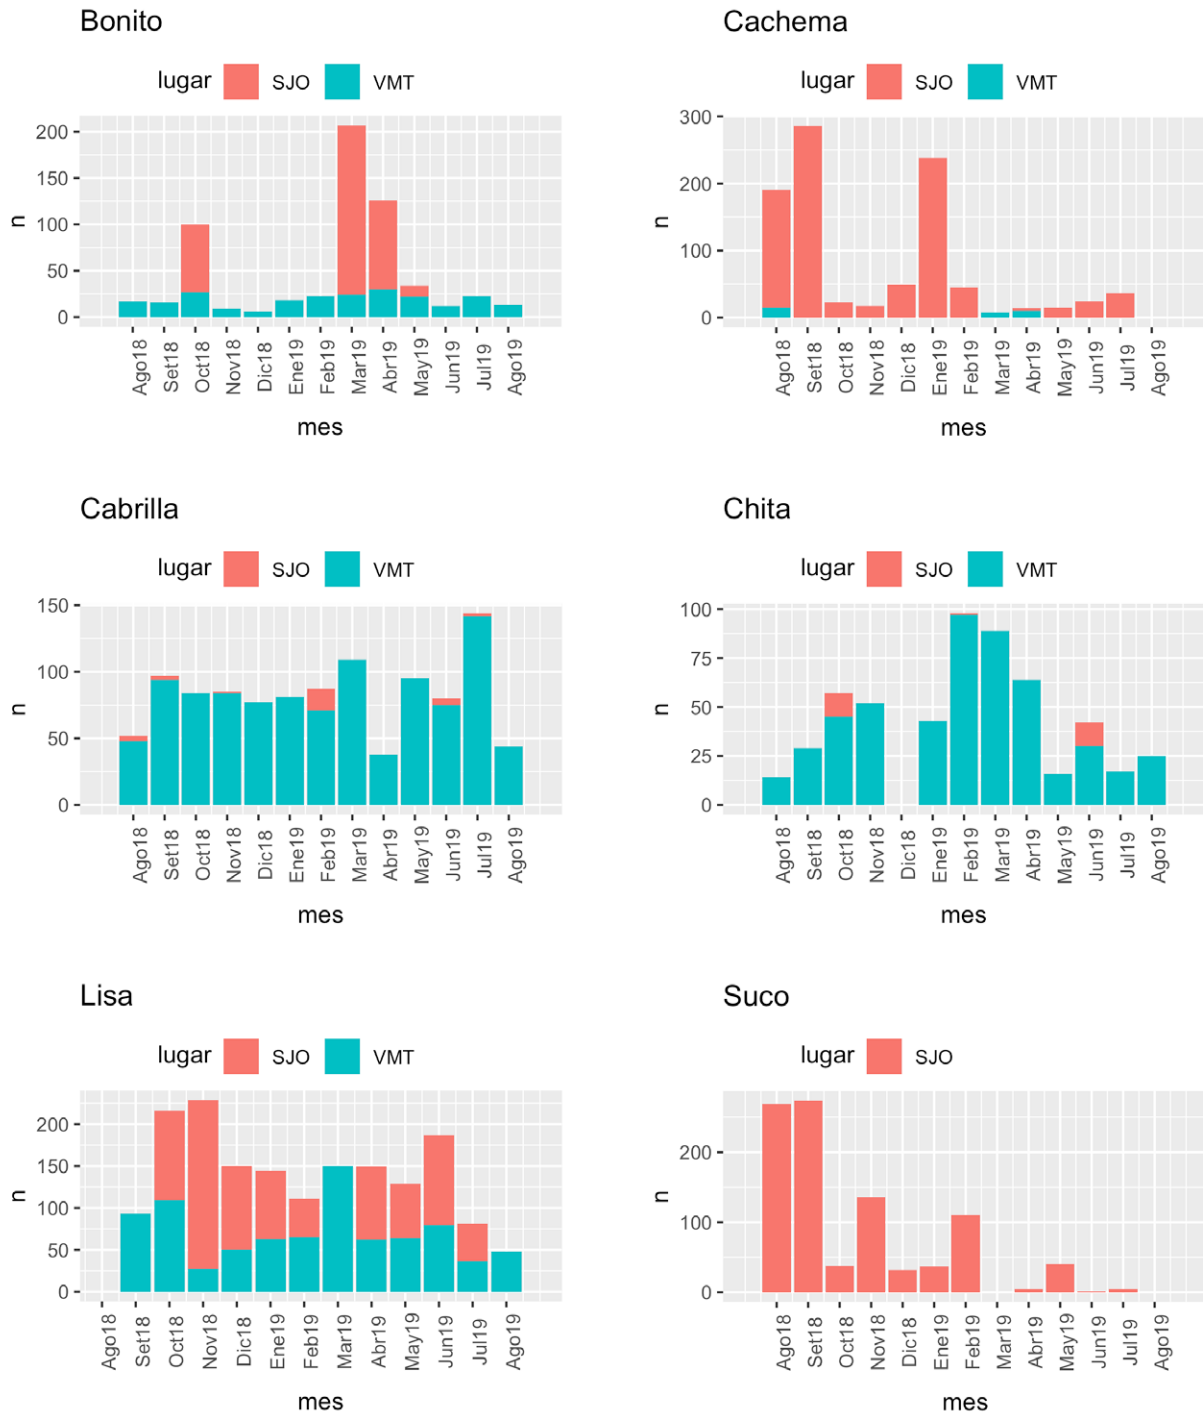 Bonito
lugar SJO VMT
200
150
100
50
0
n
Ago18 Set18 Oct18 Nov18 Dic18 Ene19 Feb19 Mar19 Abr19 May19 Jun19 Jul19 Ago19
mes
Cachema
lugar SJO VMT
300
200
100
0
n
Ago18 Set18 Oct18 Nov18 Dic18 Ene19 Feb19 Mar19 Abr19 May19 Jun19 Jul19 Ago19
mes
Cabrilla
lugar SJO VMT
150
100
50
0
n
Ago18 Set18 Oct18 Nov18 Dic18 Ene19 Feb19 Mar19 Abr19 May19 Jun19 Jul19 Ago19
mes
Chita
lugar SJO VMT
100
75
50
25
0
n
Ago18 Set18 Oct18 Nov18 Dic18 Ene19 Feb19 Mar19 Abr19 May19 Jun19 Jul19 Ago19
mes
Lisa
lugar SJO VMT
200
150
100
50
0
n
Ago18 Set18 Oct18 Nov18 Dic18 Ene19 Feb19 Mar19 Abr19 May19 Jun19 Jul19 Ago19
mes
Suco
lugar SJO
200
100
0
n
Ago18 Set18 Oct18 Nov18 Dic18 Ene19 Feb19 Mar19 Abr19 May19 Jun19 Jul19 Ago19
mes